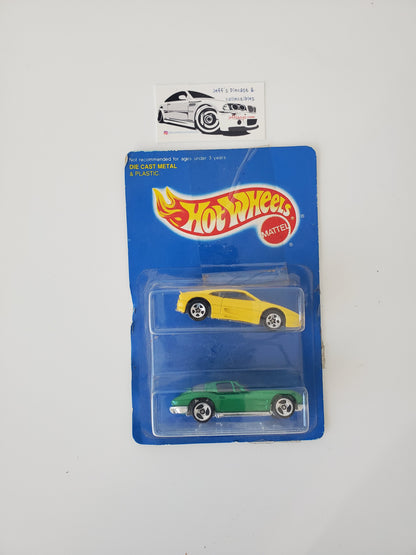 Jeff's Diecast &
collectibles
Not recommended for ages under 3 years
DIE CAST METAL
& PLASTIC.
HOT WHEELS
MATTEL